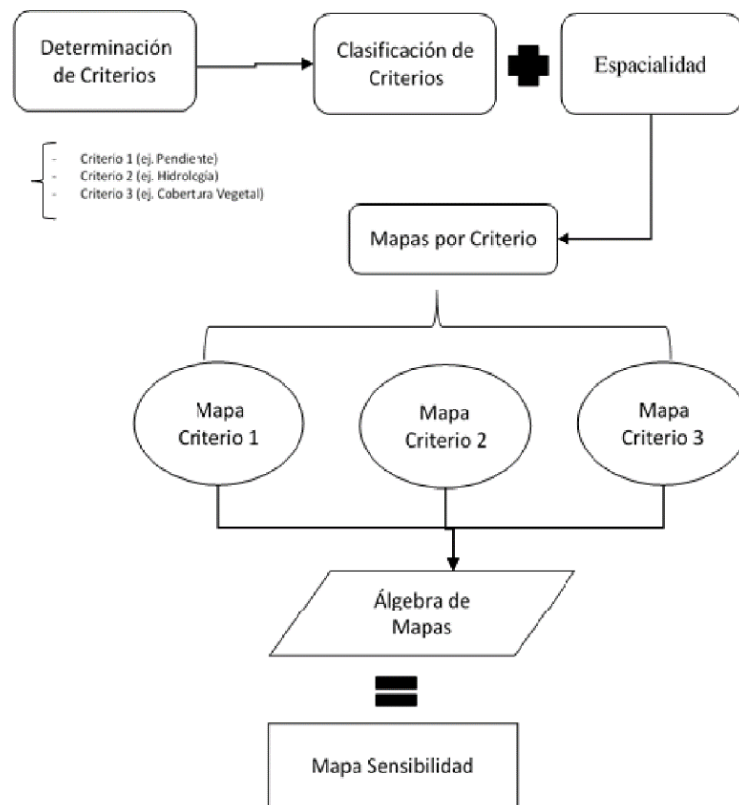 Determinación
de Criterios
Clasificación de
Criterios
Espacialidad
- Criterio 1 (ej. Pendiente)
- Criterio 2 (ej. Hidrología)
- Criterio 3 (ej. Cobertura Vegetal)
Mapas por Criterio
Mapa
Criterio 1
Mapa
Criterio 2
Mapa
Criterio 3
Álgebra de
Mapas
Mapa Sensibilidad